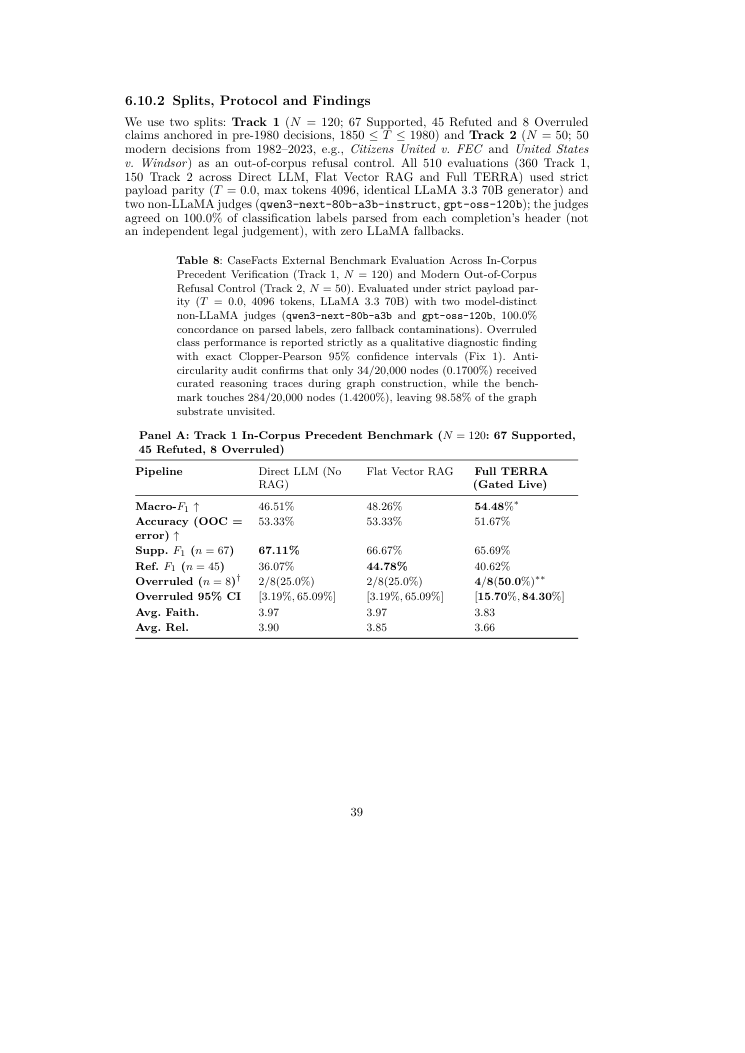 6.10.2 Splits, Protocol and Findings
We use two splits: Track 1 (N = 120; 67 Supported, 45 Refuted and 8 Overruled
claims anchored in pre-1980 decisions, 1850 ≤ T ≤ 1980) and Track 2 (N = 50; 50
modern decisions from 1982–2023, e.g., Citizens United v. FEC and United States
v. Windsor) as an out-of-corpus refusal control. All 510 evaluations (360 Track 1,
150 Track 2 across Direct LLM, Flat Vector RAG and Full TERRA) used strict
payload parity (T = 0.0, max tokens 4096, identical LLaMA 3.3 70B generator) and
two non-LLaMA judges (qwen3-next-80b-a3b-instruct, gpt-oss-120b); the judges
agreed on 100.0% of classification labels parsed from each completion's header (not
an independent legal judgement), with zero LLaMA fallbacks.
Table 8: CaseFacts External Benchmark Evaluation Across In-Corpus
Precedent Verification (Track 1, N = 120) and Modern Out-of-Corpus
Refusal Control (Track 2, N = 50). Evaluated under strict payload par-
ity (T = 0.0, 4096 tokens, LLaMA 3.3 70B) with two model-distinct
non-LLaMA judges (qwen3-next-80b-a3b and gpt-oss-120b, 100.0%
concordance on parsed labels, zero fallback contaminations). Overruled
class performance is reported strictly as a qualitative diagnostic finding
with exact Clopper-Pearson 95% confidence intervals (Fix 1). Anti-
circularity audit confirms that only 34/20,000 nodes (0.1700%) received
curated reasoning traces during graph construction, while the bench-
mark touches 284/20,000 nodes (1.4200%), leaving 98.58% of the graph
substrate unvisited.
Panel A: Track 1 In-Corpus Precedent Benchmark (N = 120: 67 Supported,
45 Refuted, 8 Overruled)
Pipeline Direct LLM (No Flat Vector RAG Full TERRA
RAG) (Gated Live)
Macro-F1 ↑ 46.51% 48.26% 54.48%*
Accuracy (OOC = 53.33% 53.33% 51.67%
error) ↑
Supp. F1 (n = 67) 67.11% 66.67% 65.69%
Ref. F1 (n = 45) 36.07% 44.78% 40.62%
Overruled (n = 8)† 2/8(25.0%) 2/8(25.0%) 4/8(50.0%)**
Overruled 95% CI [3.19%, 65.09%] [3.19%, 65.09%] [15.70%, 84.30%]
Avg. Faith. 3.97 3.97 3.83
Avg. Rel. 3.90 3.85 3.66
39